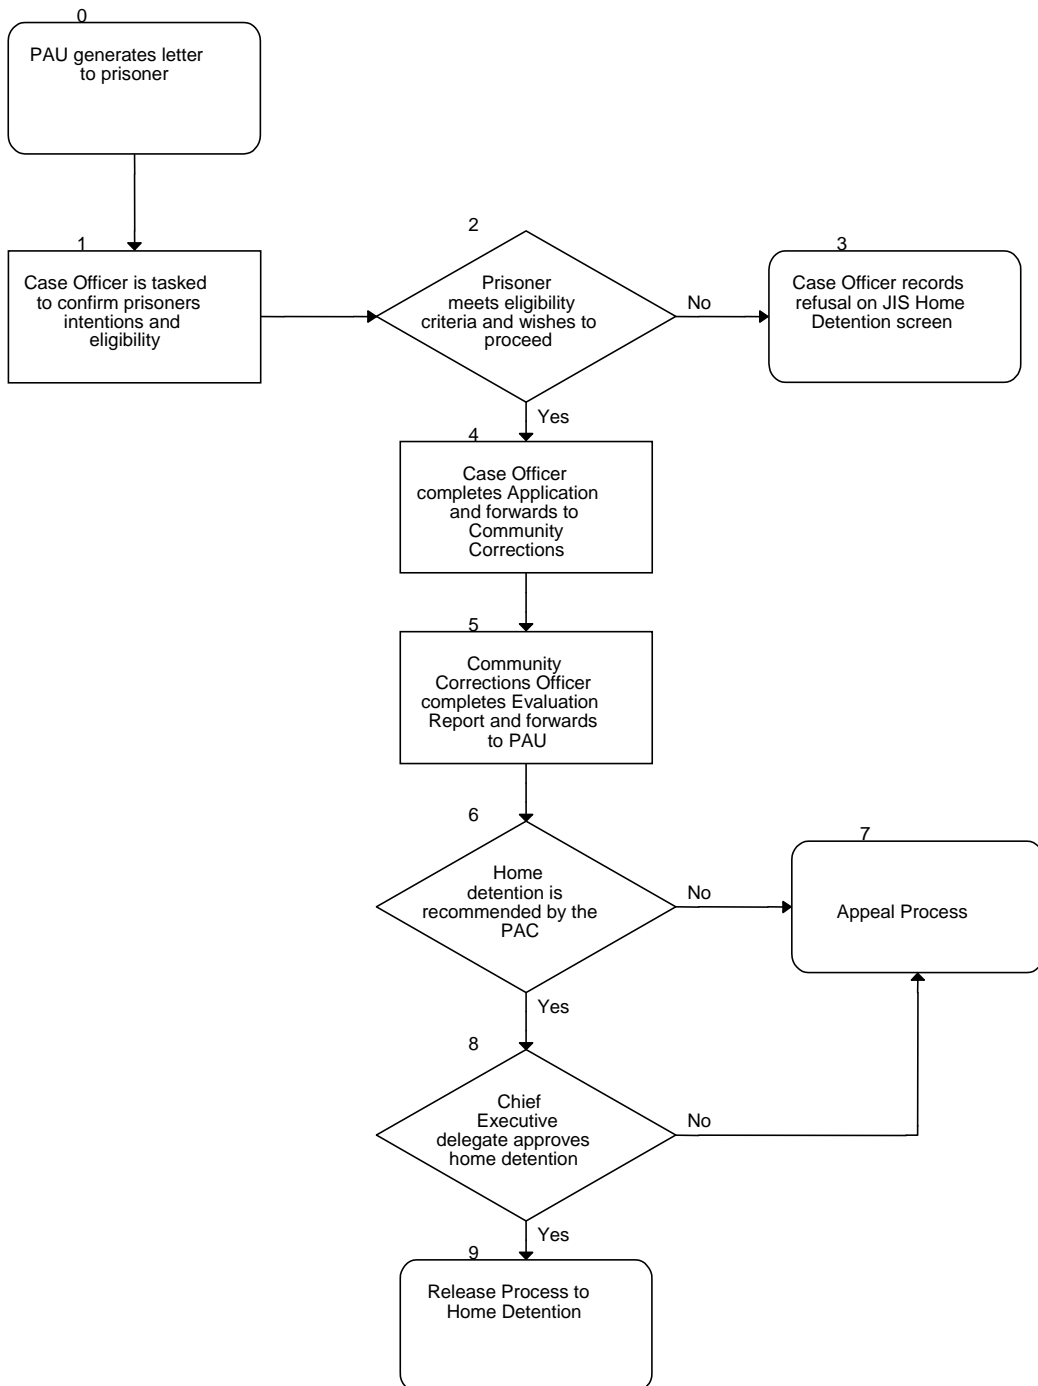 0
PAU generates letter
to prisoner
1
Case Officer is tasked
to confirm prisoners
intentions and
eligibility
2
Prisoner
meets eligibility
criteria and wishes to
proceed
No
3
Case Officer records
refusal on JIS Home
Detention screen
Yes
4
Case Officer
completes Application
and forwards to
Community
Corrections
5
Community
Corrections Officer
completes Evaluation
Report and forwards
to PAU
6
Home
detention is
recommended by the
PAC
No
7
Appeal Process
Yes
8
Chief
Executive
delegate approves
home detention
No
Yes
9
Release Process to
Home Detention